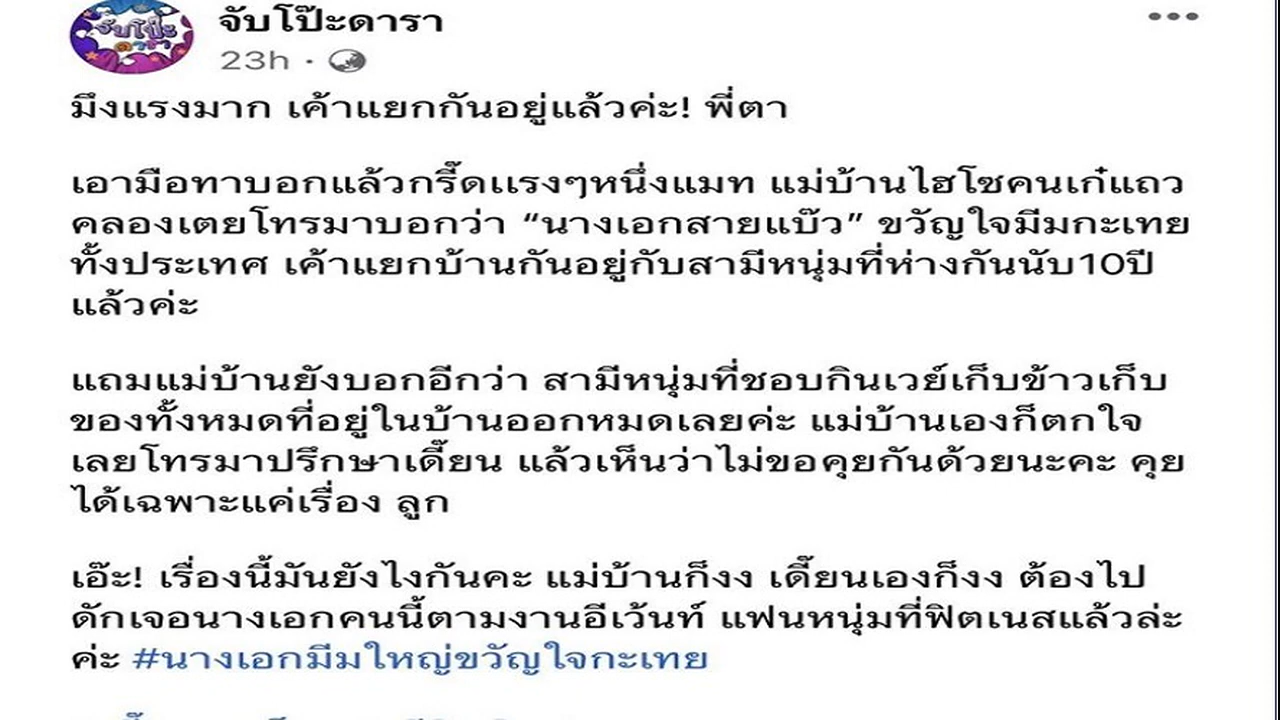 จับโป๊ะ
ดารา
จับโป๊ะดารา
23h ·
มึงแรงมาก เค้าแยกกันอยู่แล้วค่ะ! พี่ตา
เอามือทาบอกแล้วกรี๊ดแรงๆหนึ่งแมท แม่บ้านไฮโซคนเก๋แถว
คลองเตยโทรมาบอกว่า “นางเอกสายแบ๊ว” ขวัญใจมีมกะเทย
ทั้งประเทศ เค้าแยกบ้านกันอยู่กับสามีหนุ่มที่ห่างกันนับ10ปี
แล้วค่ะ
แถมแม่บ้านยังบอกอีกว่า สามีหนุ่มที่ชอบกินเวย์เก็บข้าวเก็บ
ของทั้งหมดที่อยู่ในบ้านออกหมดเลยค่ะ แม่บ้านเองก็ตกใจ
เลยโทรมาปรึกษาเดี๊ยน แล้วเห็นว่าไม่ขอคุยกันด้วยนะคะ คุย
ได้เฉพาะแค่เรื่อง ลูก
เอ๊ะ! เรื่องนี้มันยังไงกันคะ แม่บ้านก็งง เดี๊ยนเองก็งง ต้องไป
ดักเจอนางเอกคนนี้ตามงานอีเว้นท์ แฟนหนุ่มที่ฟิตเนสแล้วล่ะ
ค่ะ #นางเอกมีมใหญ่ขวัญใจกะเทย